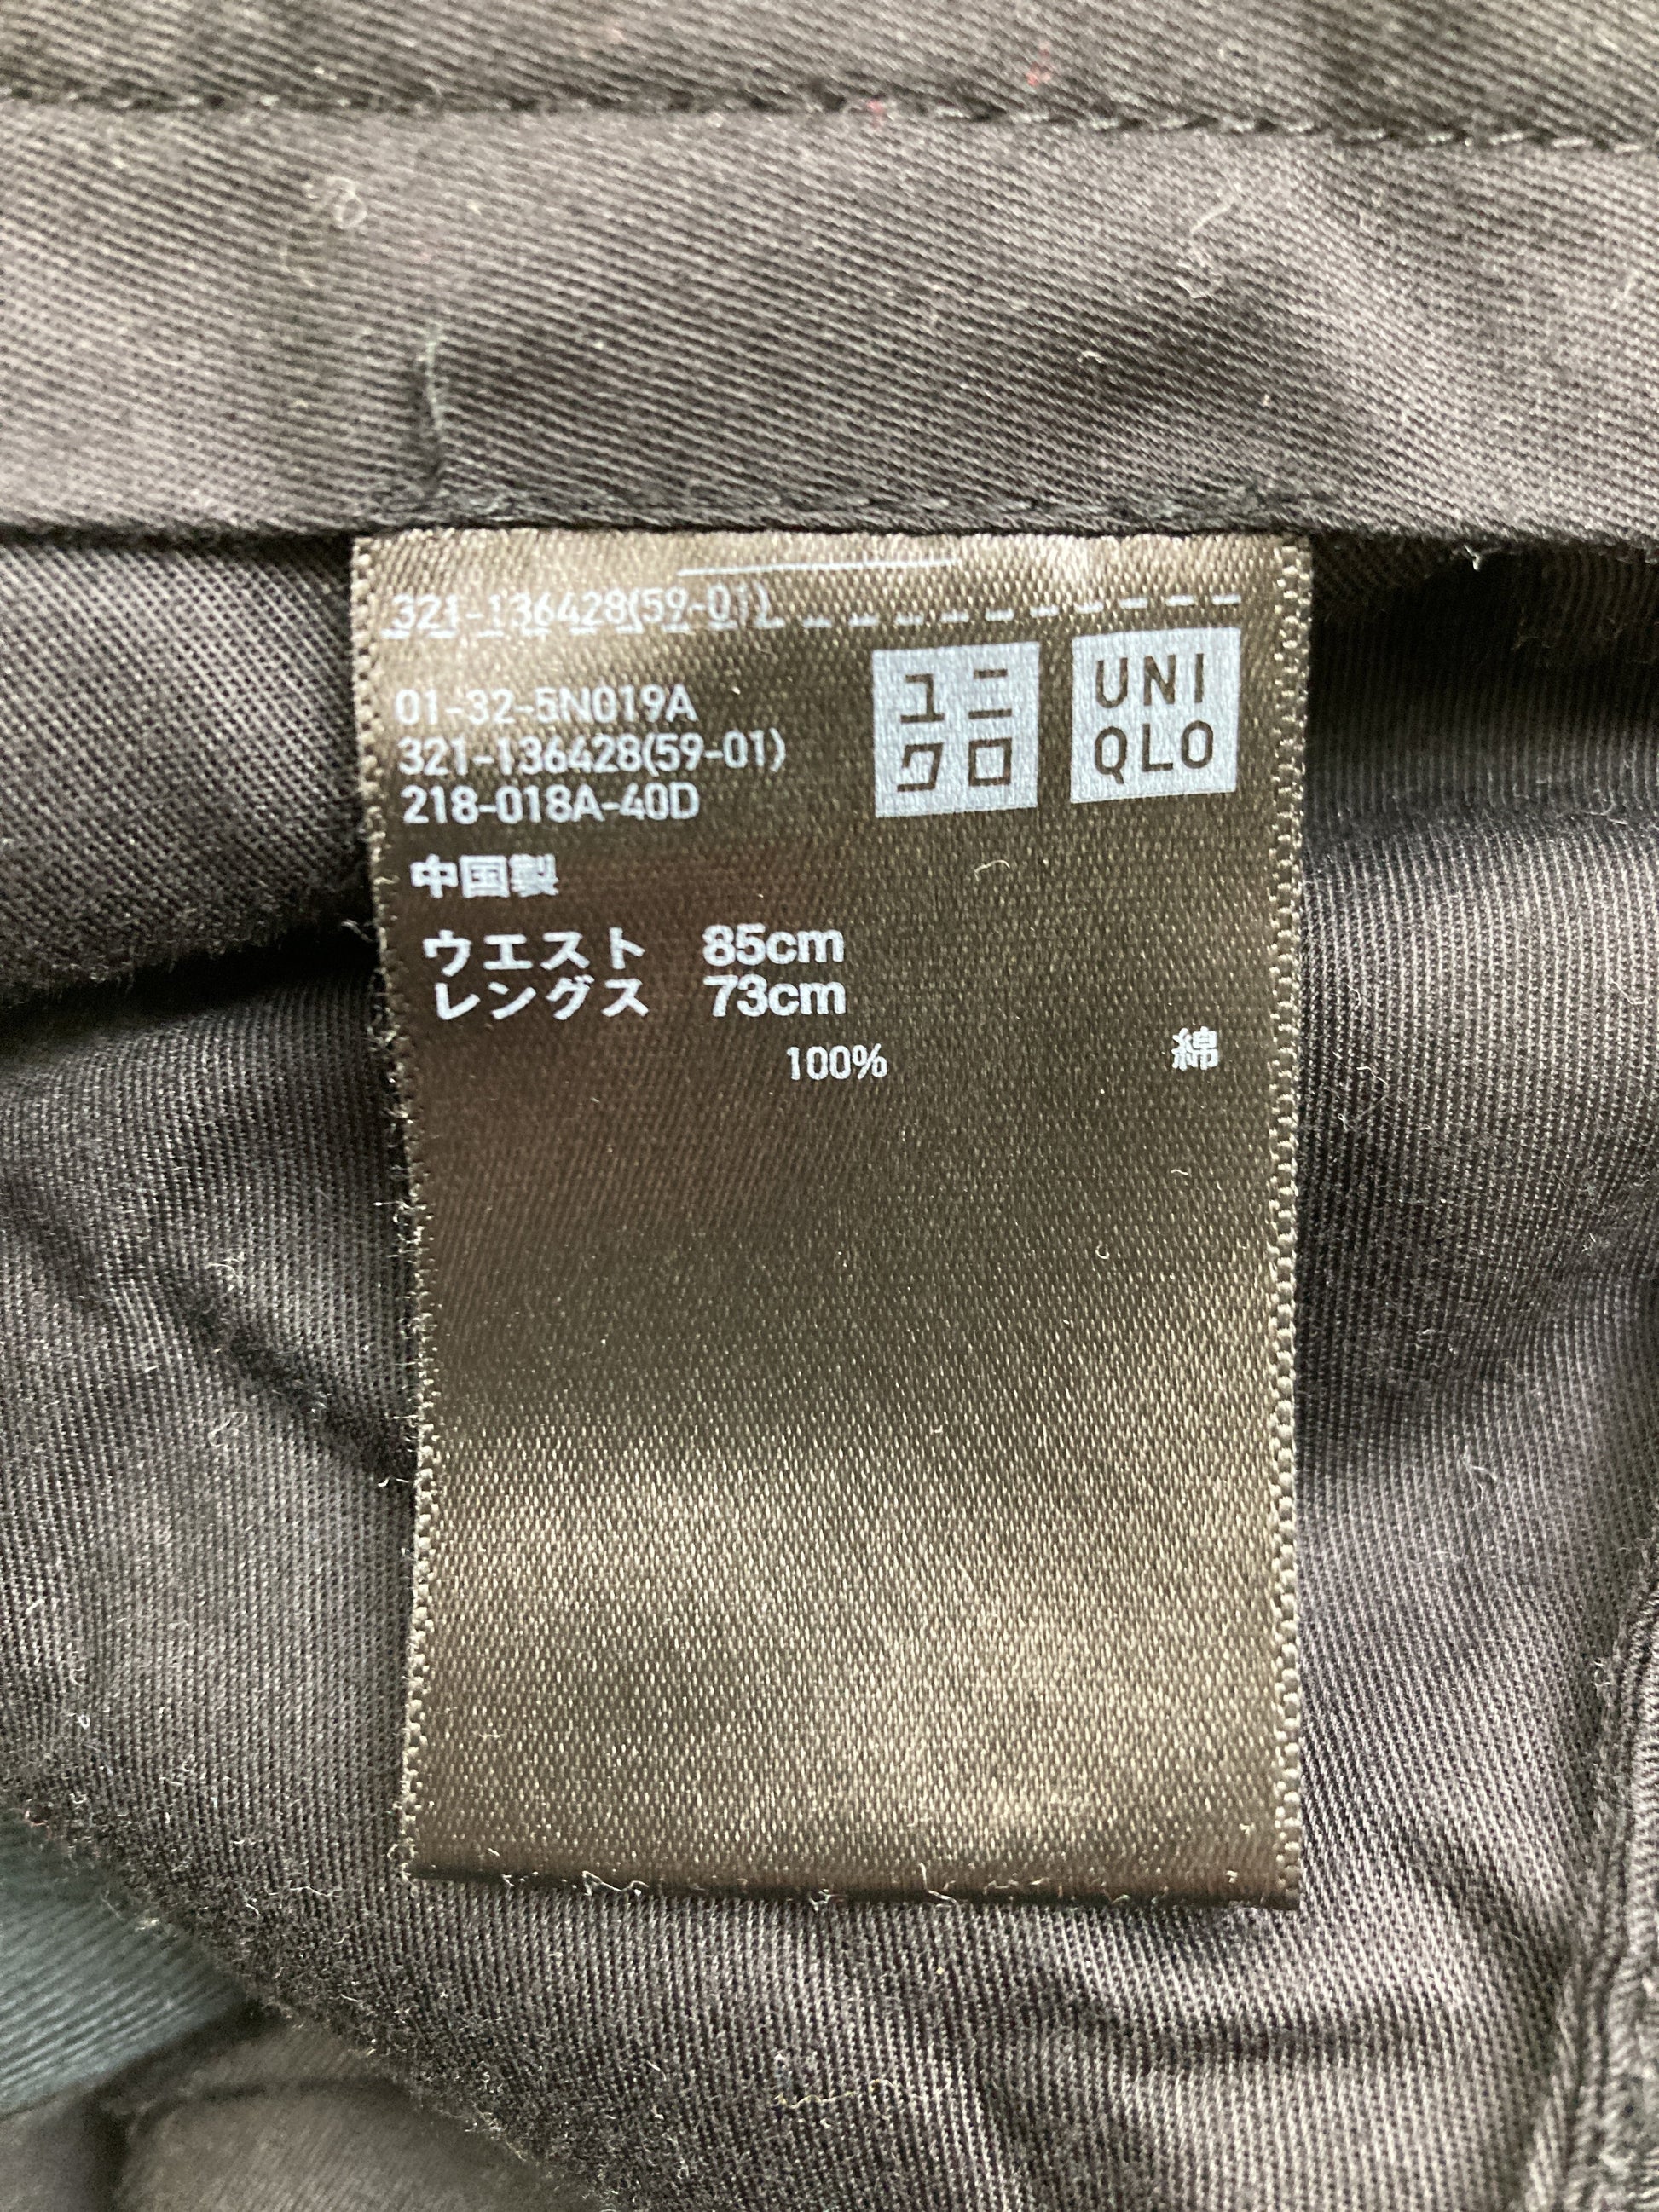 321-136428(59-01)
ユニ
クロ
UNI
QLO
01-32-5N019A
321-136428(59-01)
218-018A-40D
中国製
ウエスト 85cm
レングス 73cm
100% 綿